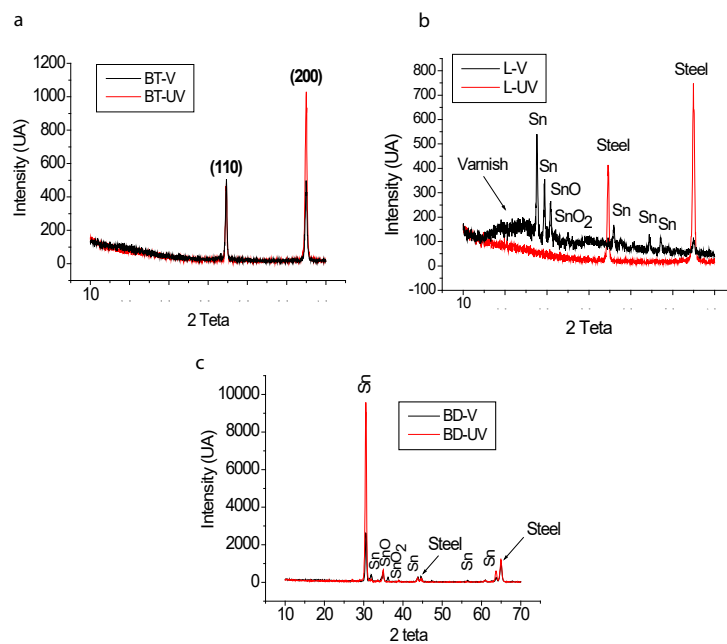 a
1200
1000
800
600
400
200
0
Intensity (UA)
BT-V
BT-UV
(110)
(200)
10
2 Teta
b
800
700
600
500
400
300
200
100
0
-100
Intensity (UA)
L-V
L-UV
Varnish
Sn
Sn
SnO
SnO2
Steel
Sn
Sn
Sn
Steel
10
2 Teta
c
10000
8000
6000
4000
2000
0
Intensity (UA)
BD-V
BD-UV
Sn
Sn
SnO
SnO2
Sn
Steel
Sn
Sn
Steel
10 20 30 40 50 60 70
2 teta